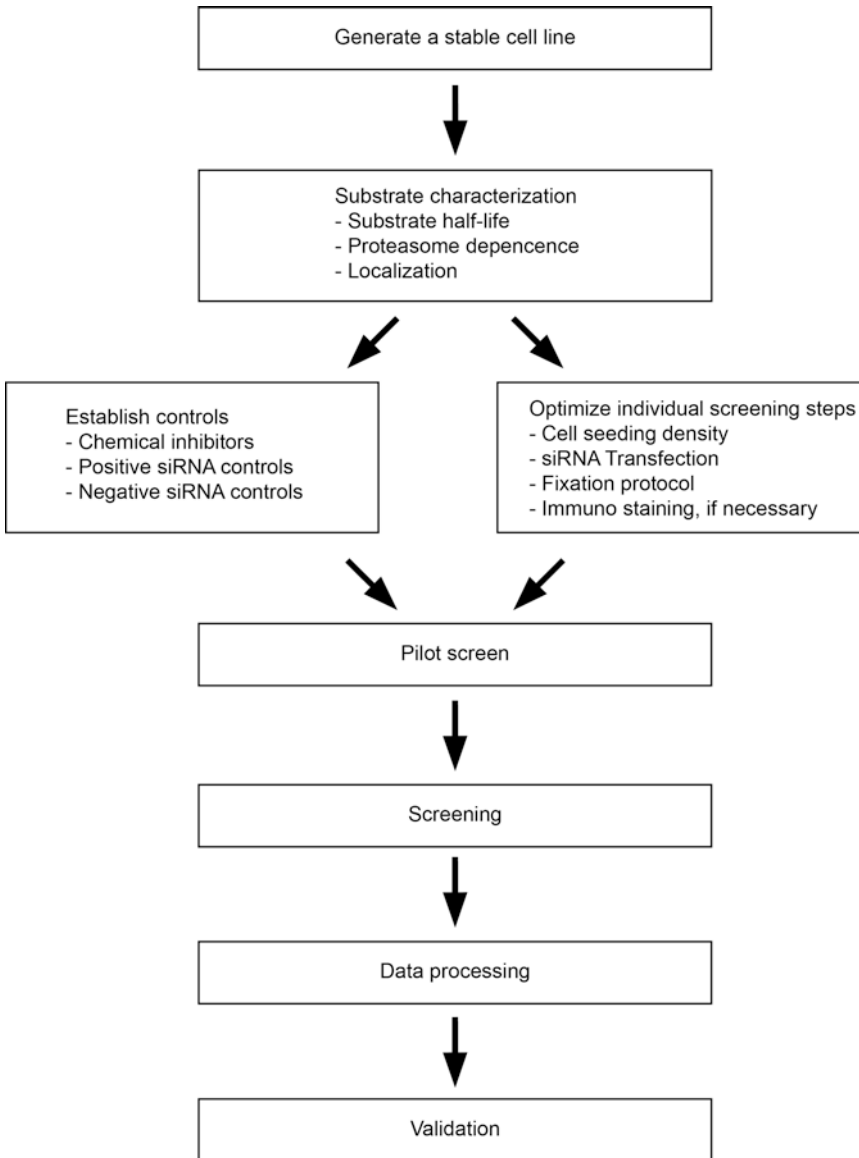 Generate a stable cell line
Substrate characterization
- Substrate half-life
- Proteasome depencence
- Localization
Establish controls
- Chemical inhibitors
- Positive siRNA controls
- Negative siRNA controls
Optimize individual screening steps
- Cell seeding density
- siRNA Transfection
- Fixation protocol
- Immuno staining, if necessary
Pilot screen
Screening
Data processing
Validation